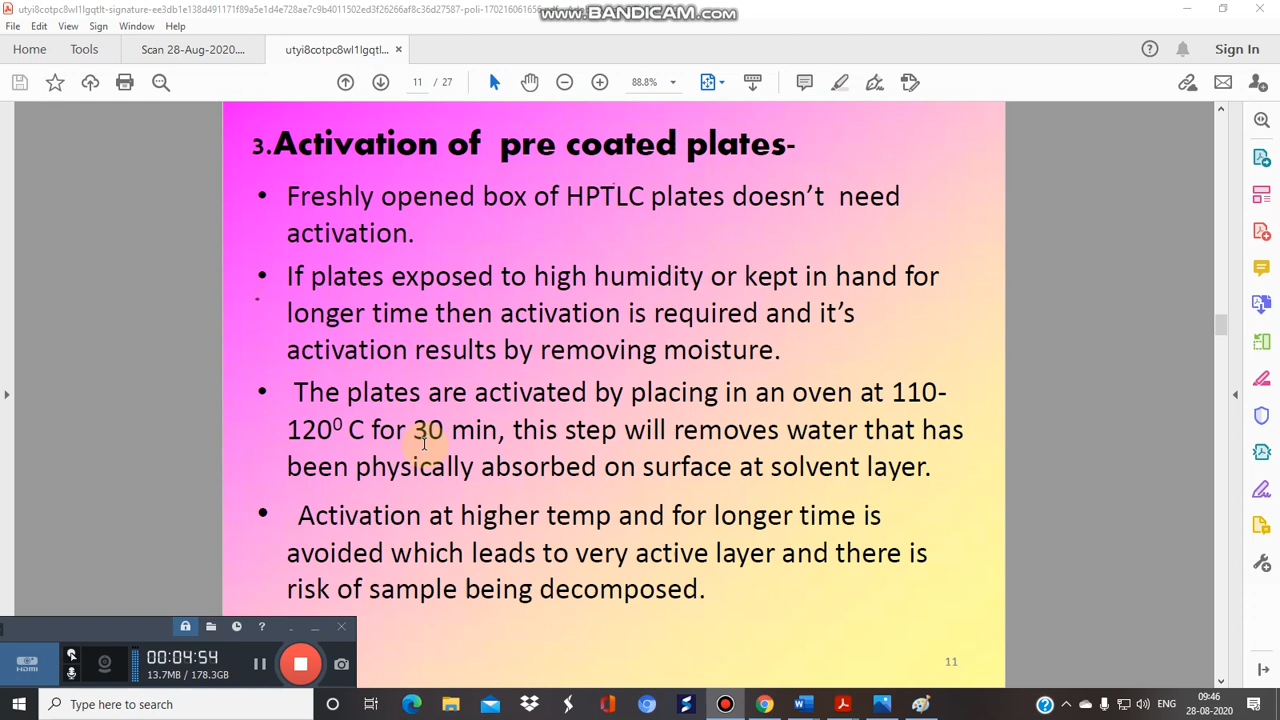 utyi8cotpc8wl1lgqtlt-signature-ee3db1e138d491171f89a5e1d4e728ae7c9b4011502ed3f26266af8c36d27587-poli-170216061656
www.BANDICAM.com
File Edit View Sign Window Help
Home Tools Scan 28-Aug-2020.... utyi8cotpc8wl1lgqtl... × Sign In
11 / 27 88.8%
3.Activation of pre coated plates-
• Freshly opened box of HPTLC plates doesn’t need
activation.
• If plates exposed to high humidity or kept in hand for
longer time then activation is required and it’s
activation results by removing moisture.
• The plates are activated by placing in an oven at 110-
120⁰ C for 30 min, this step will removes water that has
been physically absorbed on surface at solvent layer.
• Activation at higher temp and for longer time is
avoided which leads to very active layer and there is
risk of sample being decomposed.
11
HDMI
00:04:54
13.7MB / 178.3GB
Type here to search
ENG
09:46
28-08-2020